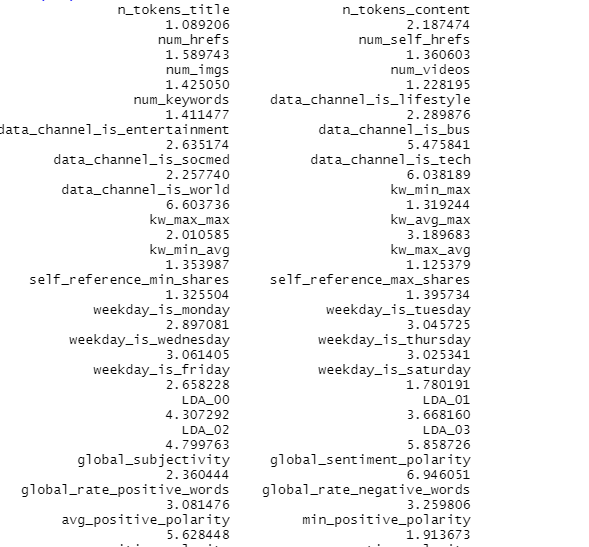 n_tokens_title n_tokens_content
1.089206 2.187474
num_hrefs num_self_hrefs
1.589743 1.360603
num_imgs num_videos
1.425050 1.228195
num_keywords data_channel_is_lifestyle
1.411477 2.289876
data_channel_is_entertainment data_channel_is_bus
2.635174 5.475841
data_channel_is_socmed data_channel_is_tech
2.257740 6.038189
data_channel_is_world kw_min_max
6.603736 1.319244
kw_max_max kw_avg_max
2.010585 3.189683
kw_min_avg kw_max_avg
1.353987 1.125379
self_reference_min_shares self_reference_max_shares
1.325504 1.395734
weekday_is_monday weekday_is_tuesday
2.897081 3.045725
weekday_is_wednesday weekday_is_thursday
3.061405 3.025341
weekday_is_friday weekday_is_saturday
2.658228 1.780191
LDA_00 LDA_01
4.307292 3.668160
LDA_02 LDA_03
4.799763 5.858726
global_subjectivity global_sentiment_polarity
2.360444 6.946051
global_rate_positive_words global_rate_negative_words
3.081476 3.259806
avg_positive_polarity min_positive_polarity
5.628448 1.913673